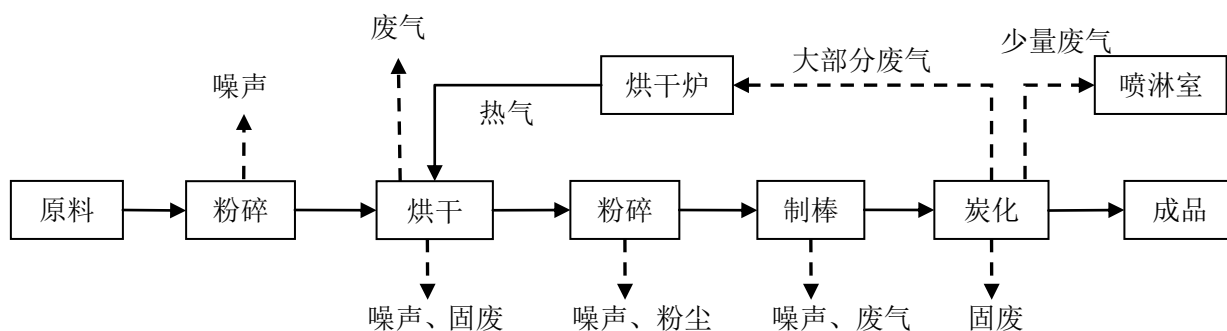 废气
少量废气
大部分废气
噪声
烘干炉
喷淋室
热气
原料
粉碎
烘干
粉碎
制棒
炭化
成品
噪声、固废
噪声、粉尘
噪声、废气
固废